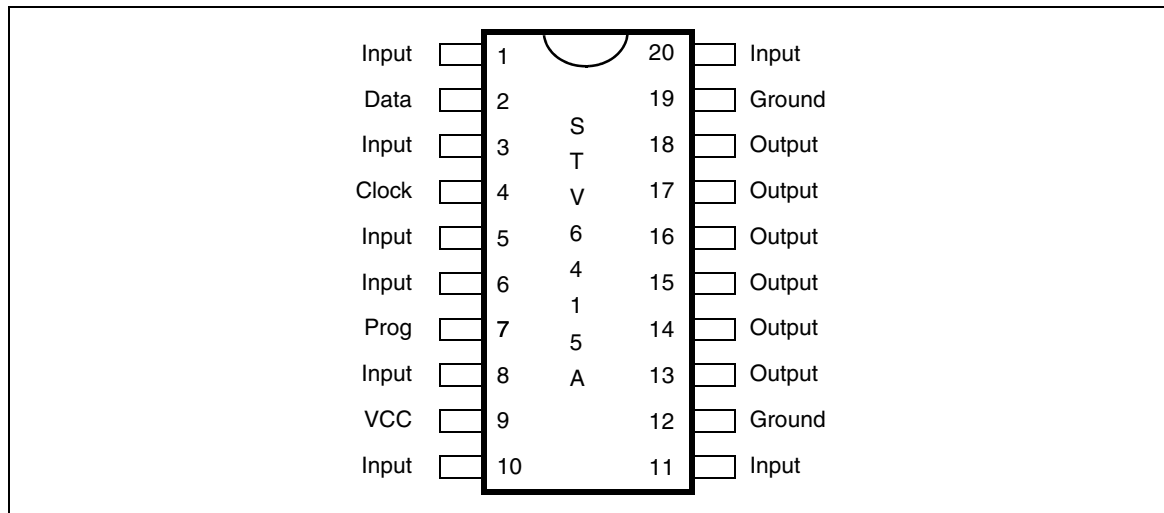 Input 1 20 Input
Data 2 19 Ground
Input 3 18 Output
Clock 4 17 Output
Input 5 16 Output
Input 6 15 Output
Prog 7 14 Output
Input 8 13 Output
VCC 9 12 Ground
Input 10 11 Input
S
T
V
6
4
1
5
A